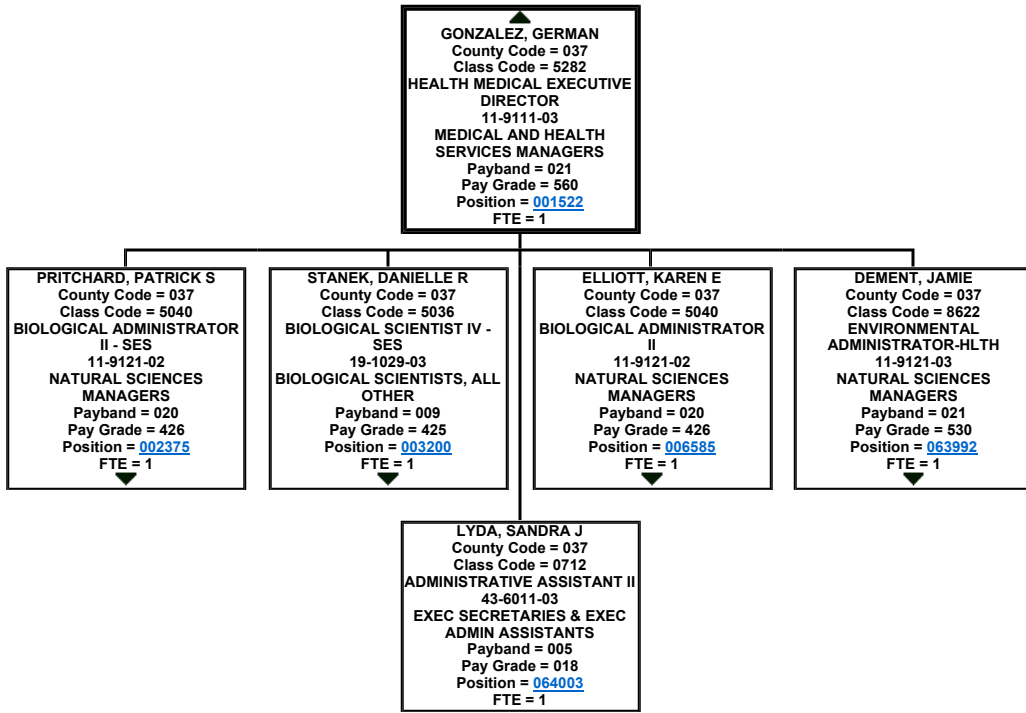 GONZALEZ, GERMAN
County Code = 037
Class Code = 5282
HEALTH MEDICAL EXECUTIVE
DIRECTOR
11-9111-03
MEDICAL AND HEALTH
SERVICES MANAGERS
Payband = 021
Pay Grade = 560
Position = 001522
FTE = 1
PRITCHARD, PATRICK S
County Code = 037
Class Code = 5040
BIOLOGICAL ADMINISTRATOR
II - SES
11-9121-02
NATURAL SCIENCES
MANAGERS
Payband = 020
Pay Grade = 426
Position = 002375
FTE = 1
STANEK, DANIELLE R
County Code = 037
Class Code = 5036
BIOLOGICAL SCIENTIST IV -
SES
19-1029-03
BIOLOGICAL SCIENTISTS, ALL
OTHER
Payband = 009
Pay Grade = 425
Position = 003200
FTE = 1
ELLIOTT, KAREN E
County Code = 037
Class Code = 5040
BIOLOGICAL ADMINISTRATOR
II
11-9121-02
NATURAL SCIENCES
MANAGERS
Payband = 020
Pay Grade = 426
Position = 006585
FTE = 1
DEMENT, JAMIE
County Code = 037
Class Code = 8622
ENVIRONMENTAL
ADMINISTRATOR-HLTH
11-9121-03
NATURAL SCIENCES
MANAGERS
Payband = 021
Pay Grade = 530
Position = 063992
FTE = 1
LYDA, SANDRA J
County Code = 037
Class Code = 0712
ADMINISTRATIVE ASSISTANT II
43-6011-03
EXEC SECRETARIES & EXEC
ADMIN ASSISTANTS
Payband = 005
Pay Grade = 018
Position = 064003
FTE = 1